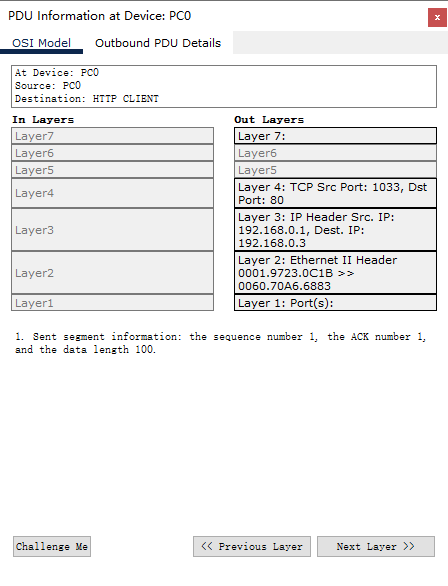 PDU Information at Device: PC0
x
OSI Model Outbound PDU Details
At Device: PC0
Source: PC0
Destination: HTTP CLIENT
In Layers
Layer7
Layer6
Layer5
Layer4
Layer3
Layer2
Layer1
Out Layers
Layer 7:
Layer6
Layer5
Layer 4: TCP Src Port: 1033, Dst
Port: 80
Layer 3: IP Header Src. IP:
192.168.0.1, Dest. IP:
192.168.0.3
Layer 2: Ethernet II Header
0001.9723.0C1B >>
0060.70A6.6883
Layer 1: Port(s):
1. Sent segment information: the sequence number 1, the ACK number 1,
and the data length 100.
Challenge Me
<< Previous Layer
Next Layer >>